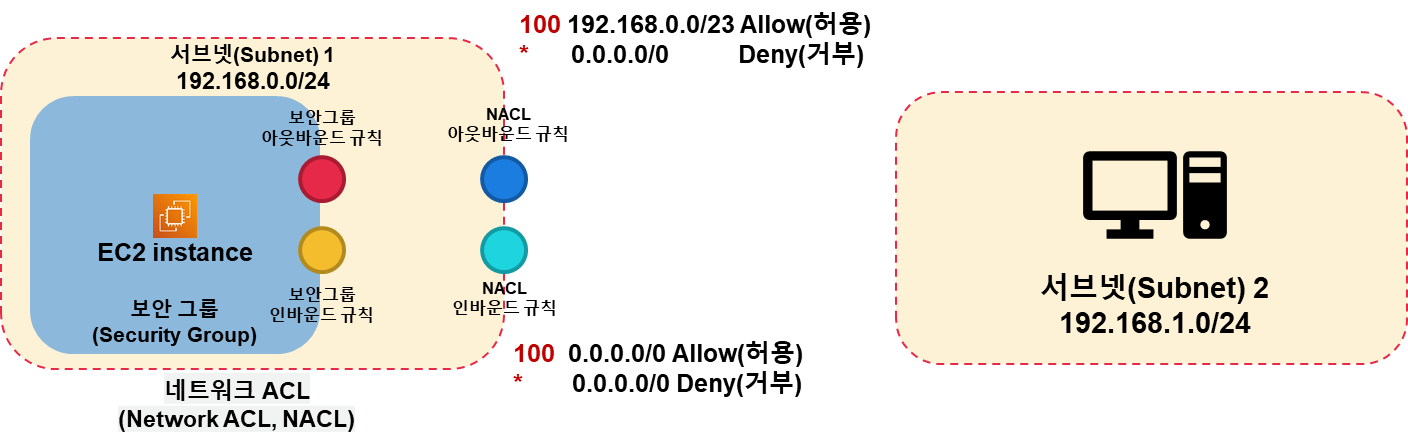 100 192.168.0.0/23 Allow(허용)
* 0.0.0.0/0 Deny(거부)
서브넷(Subnet) 1
192.168.0.0/24
보안그룹
아웃바운드 규칙
NACL
아웃바운드 규칙
EC2 instance
보안 그룹
(Security Group)
보안그룹
인바운드 규칙
NACL
인바운드 규칙
서브넷(Subnet) 2
192.168.1.0/24
100 0.0.0.0/0 Allow(허용)
* 0.0.0.0/0 Deny(거부)
네트워크 ACL
(Network ACL, NACL)